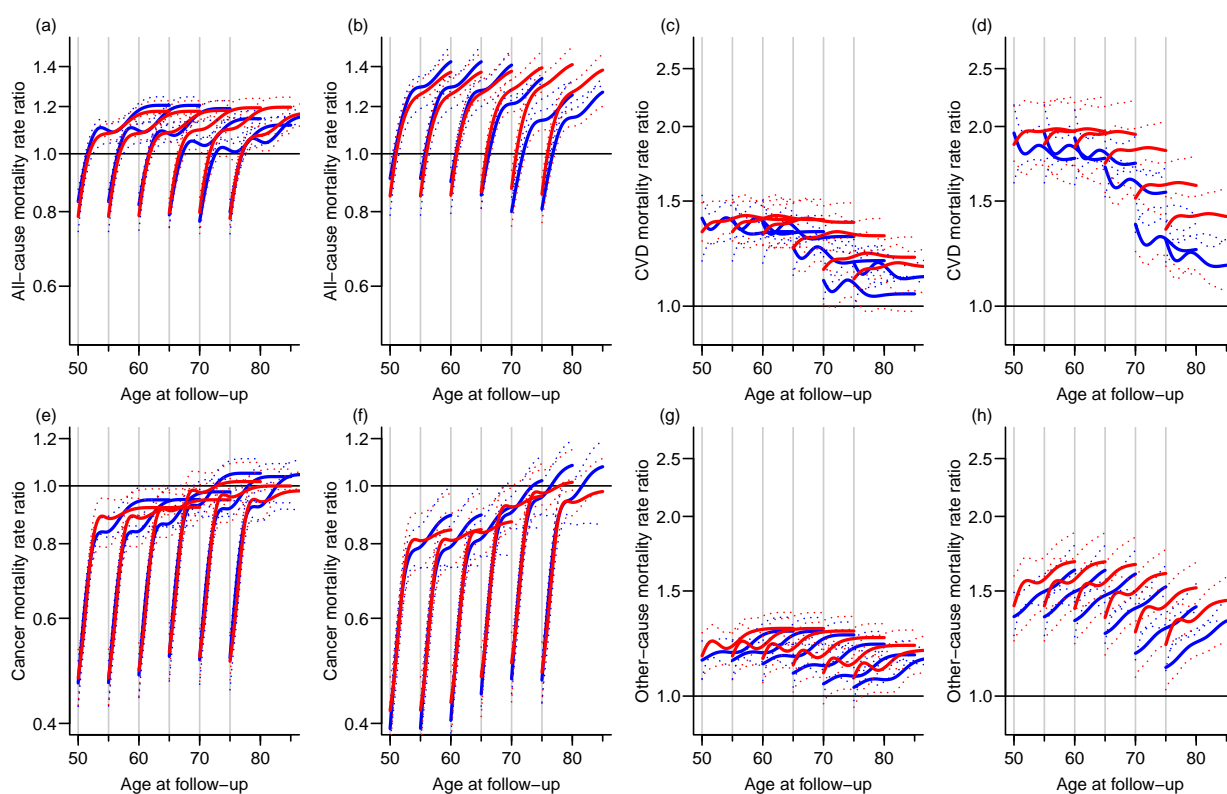 (a)
All−cause mortality rate ratio
0.6
0.8
1.0
1.2
1.4
50
60
70
80
Age at follow−up
(b)
All−cause mortality rate ratio
0.6
0.8
1.0
1.2
1.4
50
60
70
80
Age at follow−up
(c)
CVD mortality rate ratio
1.0
1.5
2.0
2.5
50
60
70
80
Age at follow−up
(d)
CVD mortality rate ratio
1.0
1.5
2.0
2.5
50
60
70
80
Age at follow−up
(e)
Cancer mortality rate ratio
0.4
0.6
0.8
1.0
1.2
50
60
70
80
Age at follow−up
(f)
Cancer mortality rate ratio
0.4
0.6
0.8
1.0
1.2
50
60
70
80
Age at follow−up
(g)
Other−cause mortality rate ratio
1.0
1.5
2.0
2.5
50
60
70
80
Age at follow−up
(h)
Other−cause mortality rate ratio
1.0
1.5
2.0
2.5
50
60
70
80
Age at follow−up